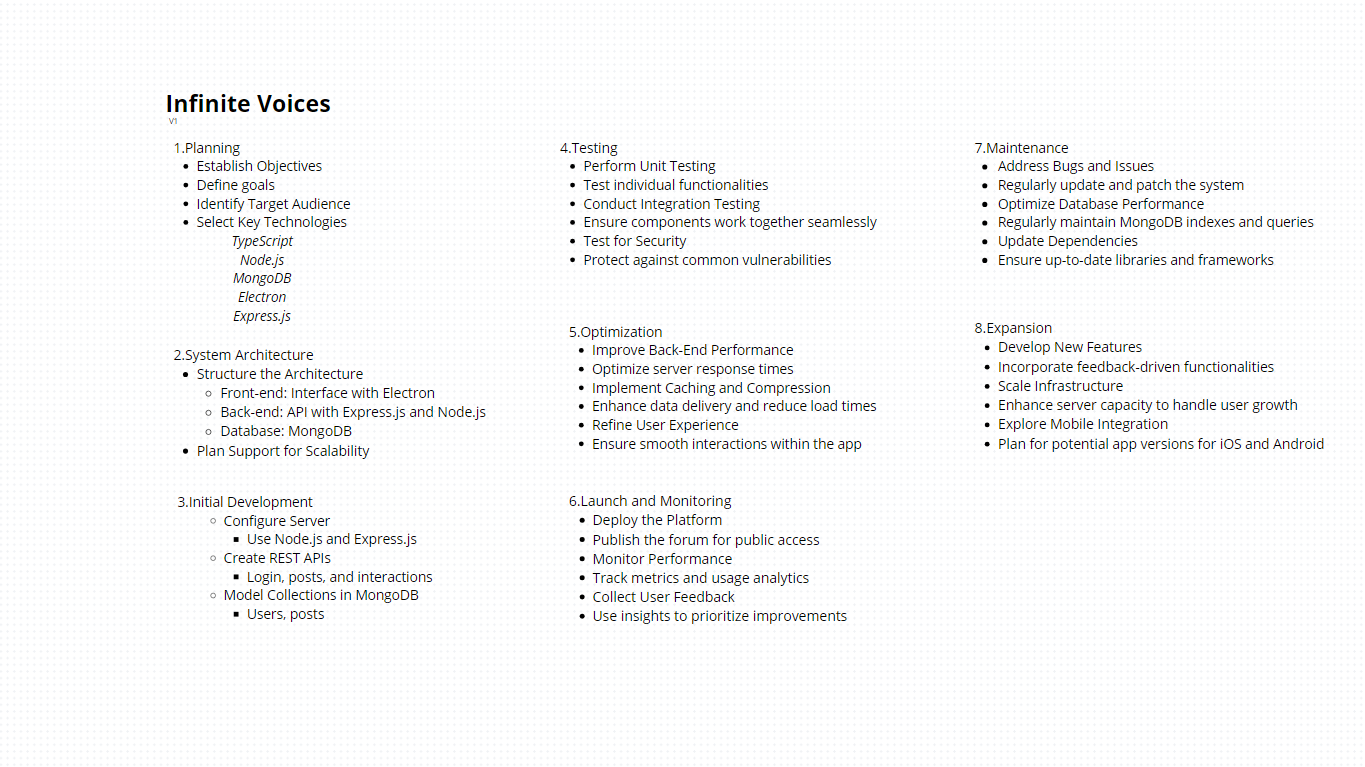 Infinite Voices
V1
1.Planning
• Establish Objectives
• Define goals
• Identify Target Audience
• Select Key Technologies
TypeScript
Node.js
MongoDB
Electron
Express.js
2.System Architecture
• Structure the Architecture
○ Front-end: Interface with Electron
○ Back-end: API with Express.js and Node.js
○ Database: MongoDB
• Plan Support for Scalability
3.Initial Development
○ Configure Server
▪ Use Node.js and Express.js
○ Create REST APIs
▪ Login, posts, and interactions
○ Model Collections in MongoDB
▪ Users, posts
4.Testing
• Perform Unit Testing
• Test individual functionalities
• Conduct Integration Testing
• Ensure components work together seamlessly
• Test for Security
• Protect against common vulnerabilities
5.Optimization
• Improve Back-End Performance
• Optimize server response times
• Implement Caching and Compression
• Enhance data delivery and reduce load times
• Refine User Experience
• Ensure smooth interactions within the app
6.Launch and Monitoring
• Deploy the Platform
• Publish the forum for public access
• Monitor Performance
• Track metrics and usage analytics
• Collect User Feedback
• Use insights to prioritize improvements
7.Maintenance
• Address Bugs and Issues
• Regularly update and patch the system
• Optimize Database Performance
• Regularly maintain MongoDB indexes and queries
• Update Dependencies
• Ensure up-to-date libraries and frameworks
8.Expansion
• Develop New Features
• Incorporate feedback-driven functionalities
• Scale Infrastructure
• Enhance server capacity to handle user growth
• Explore Mobile Integration
• Plan for potential app versions for iOS and Android